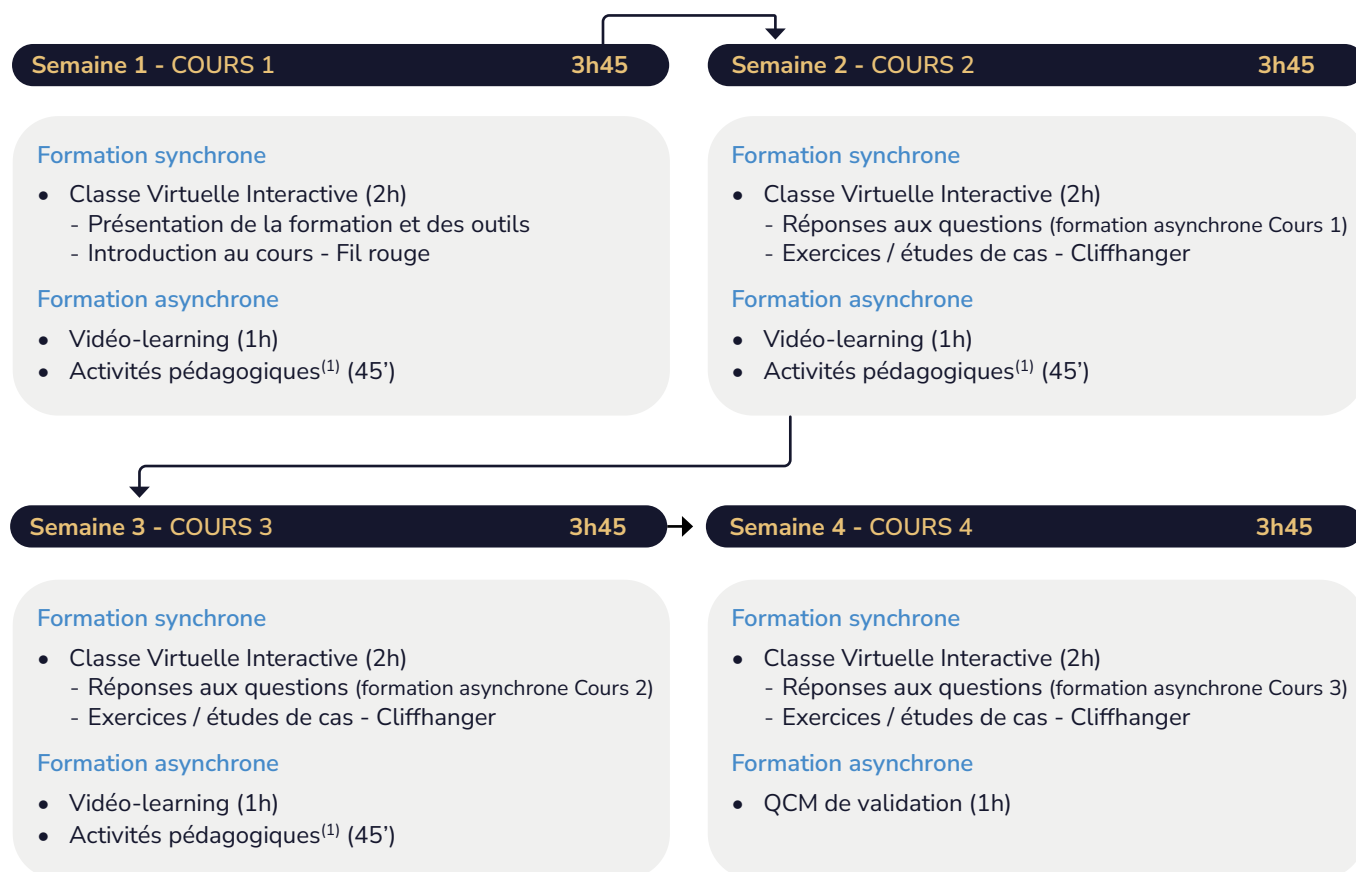 Semaine 1 - COURS 1 3h45
Formation synchrone
• Classe Virtuelle Interactive (2h)
- Présentation de la formation et des outils
- Introduction au cours - Fil rouge
Formation asynchrone
• Vidéo-learning (1h)
• Activités pédagogiques(1) (45’)
Semaine 2 - COURS 2 3h45
Formation synchrone
• Classe Virtuelle Interactive (2h)
- Réponses aux questions (formation asynchrone Cours 1)
- Exercices / études de cas - Cliffhanger
Formation asynchrone
• Vidéo-learning (1h)
• Activités pédagogiques(1) (45’)
Semaine 3 - COURS 3 3h45
Formation synchrone
• Classe Virtuelle Interactive (2h)
- Réponses aux questions (formation asynchrone Cours 2)
- Exercices / études de cas - Cliffhanger
Formation asynchrone
• Vidéo-learning (1h)
• Activités pédagogiques(1) (45’)
Semaine 4 - COURS 4 3h45
Formation synchrone
• Classe Virtuelle Interactive (2h)
- Réponses aux questions (formation asynchrone Cours 3)
- Exercices / études de cas - Cliffhanger
Formation asynchrone
• QCM de validation (1h)